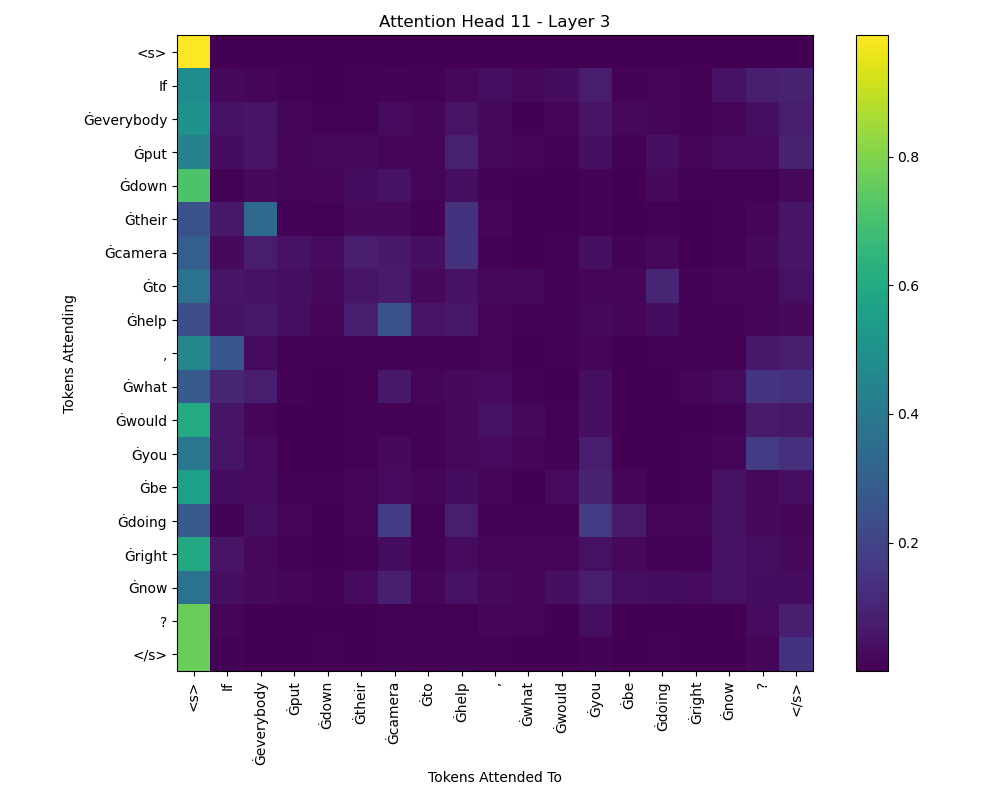 Attention Head 11 - Layer 3
Tokens Attending
<s>
If
Ġeverybody
Ġput
Ġdown
Ġtheir
Ġcamera
Ġto
Ġhelp
,
Ġwhat
Ġwould
Ġyou
Ġbe
Ġdoing
Ġright
Ġnow
?
</s>
<s>
If
Ġeverybody
Ġput
Ġdown
Ġtheir
Ġcamera
Ġto
Ġhelp
,
Ġwhat
Ġwould
Ġyou
Ġbe
Ġdoing
Ġright
Ġnow
?
</s>
Tokens Attended To
0.8
0.6
0.4
0.2